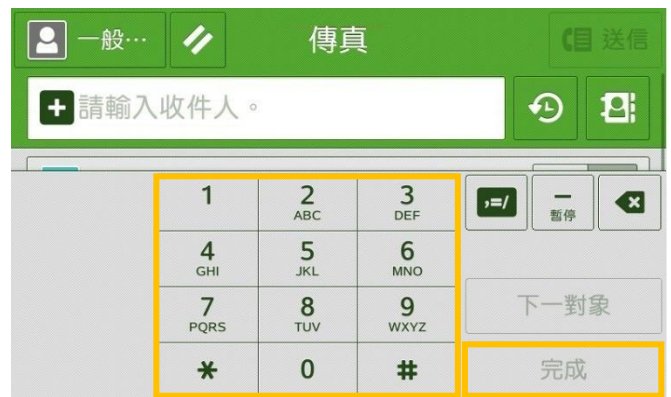 一般… 傳真 送信
請輸入收件人。
1 2 3 ,=/ − 暫停
ABC DEF
4 5 6
GHI JKL MNO
下一對象
7 8 9
PQRS TUV WXYZ
* 0 # 完成